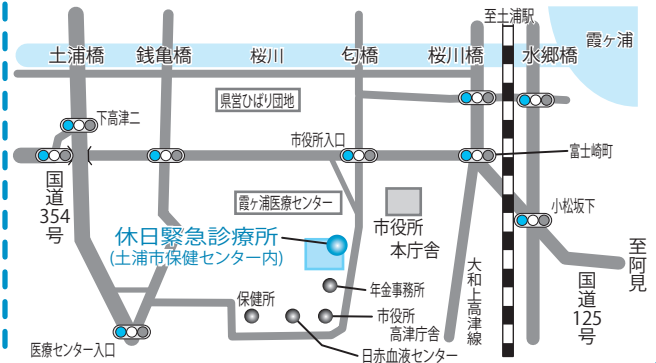 至土浦駅
霞ヶ浦
土浦橋
銭亀橋
桜川
匂橋
桜川橋
水郷橋
県営ひばり団地
下高津二
市役所入口
富士崎町
国道
354
号
霞ヶ浦医療センター
市役所
本庁舎
小松坂下
休日緊急診療所
(土浦市保健センター内)
至阿見
大和上高津線
国道
125
号
年金事務所
保健所
市役所
高津庁舎
医療センター入口
日赤血液センター